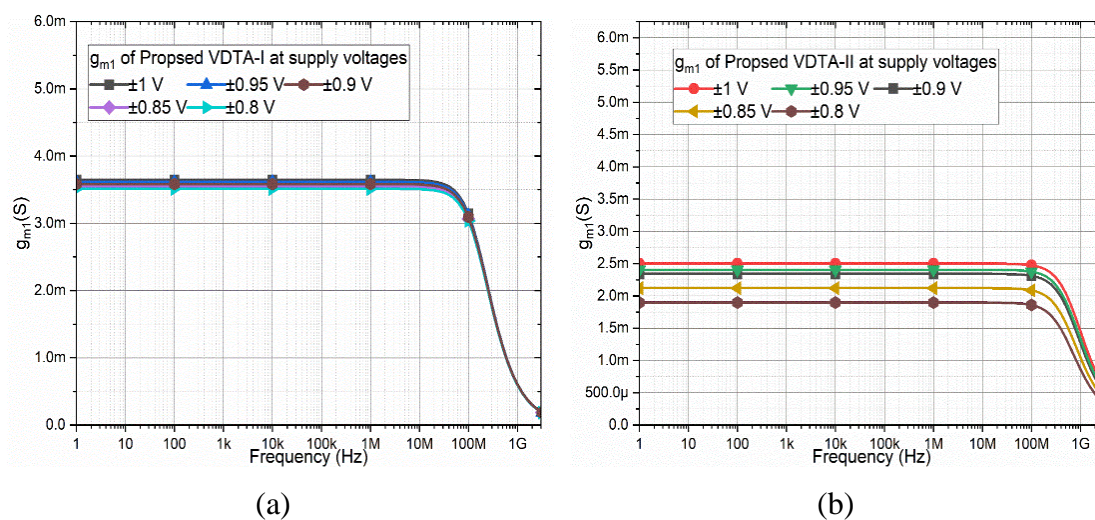 6.0m
5.0m
4.0m
3.0m
2.0m
1.0m
0.0
gm1(S)
gm1 of Propsed VDTA-I at supply voltages
±1 V ±0.95 V ±0.9 V
±0.85 V ±0.8 V
1 10 100 1k 10k 100k 1M 10M 100M 1G
Frequency (Hz)
(a)
6.0m
5.5m
5.0m
4.5m
4.0m
3.5m
3.0m
2.5m
2.0m
1.5m
1.0m
500.0μ
0.0
gm1(S)
gm1 of Propsed VDTA-II at supply voltages
±1 V ±0.95 V ±0.9 V
±0.85 V ±0.8 V
1 10 100 1k 10k 100k 1M 10M 100M 1G
Frequency (Hz)
(b)